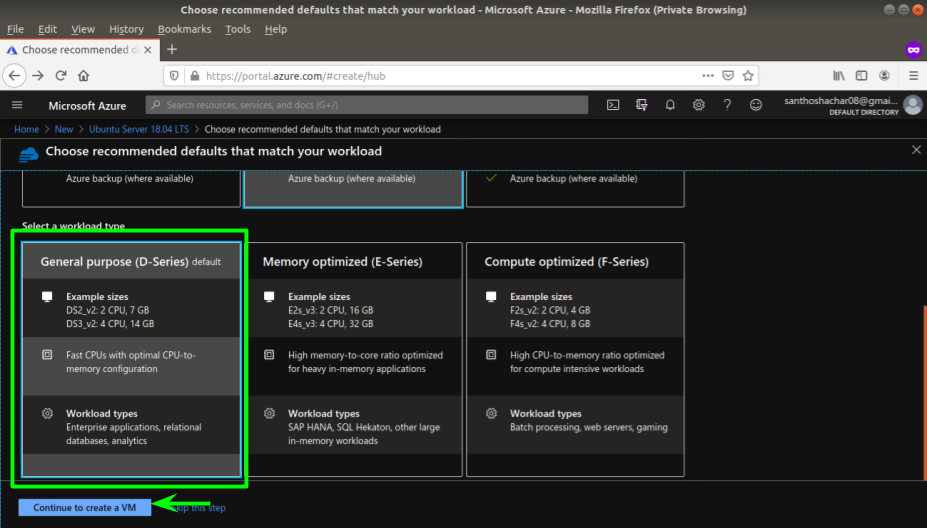 Choose recommended defaults that match your workload - Microsoft Azure - Mozilla Firefox (Private Browsing)
File Edit View History Bookmarks Tools Help
Choose recommended d
https://portal.azure.com/#create/hub
Microsoft Azure
Search resources, services, and docs (G+/)
santhoshachar08@gmai...
DEFAULT DIRECTORY
Home > New > Ubuntu Server 18.04 LTS > Choose recommended defaults that match your workload
Choose recommended defaults that match your workload
Azure backup (where available)
Azure backup (where available)
Azure backup (where available)
Select a workload type
General purpose (D-Series) default
Example sizes
DS2_v2: 2 CPU, 7 GB
DS3_v2: 4 CPU, 14 GB
Fast CPUs with optimal CPU-to-
memory configuration
Workload types
Enterprise applications, relational
databases, analytics
Memory optimized (E-Series)
Example sizes
E2s_v3: 2 CPU, 16 GB
E4s_v3: 4 CPU, 32 GB
High memory-to-core ratio optimized
for heavy in-memory applications
Workload types
SAP HANA, SQL Hekaton, other large
in-memory workloads
Compute optimized (F-Series)
Example sizes
F2s_v2: 2 CPU, 4 GB
F4s_v2: 4 CPU, 8 GB
High CPU-to-memory ratio optimized
for compute intensive workloads
Workload types
Batch processing, web servers, gaming
Continue to create a VM
this step